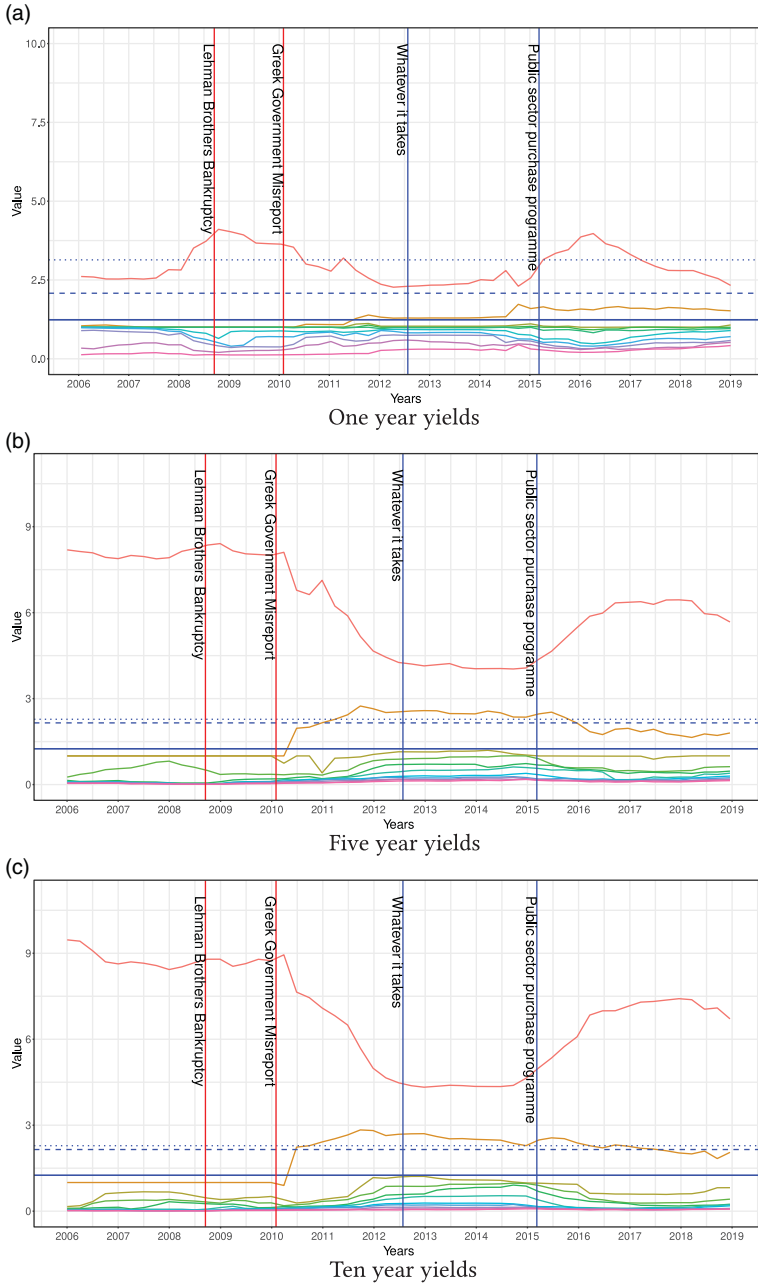 (a)
10.0
7.5
5.0
2.5
0.0
Value
Lehman Brothers Bankruptcy
Greek Government Misreport
Whatever it takes
Public sector purchase programme
2006 2007 2008 2009 2010 2011 2012 2013 2014 2015 2016 2017 2018 2019
Years
One year yields
(b)
9
6
3
0
Value
Lehman Brothers Bankruptcy
Greek Government Misreport
Whatever it takes
Public sector purchase programme
2006 2007 2008 2009 2010 2011 2012 2013 2014 2015 2016 2017 2018 2019
Years
Five year yields
(c)
9
6
3
0
Value
Lehman Brothers Bankruptcy
Greek Government Misreport
Whatever it takes
Public sector purchase programme
2006 2007 2008 2009 2010 2011 2012 2013 2014 2015 2016 2017 2018 2019
Years
Ten year yields